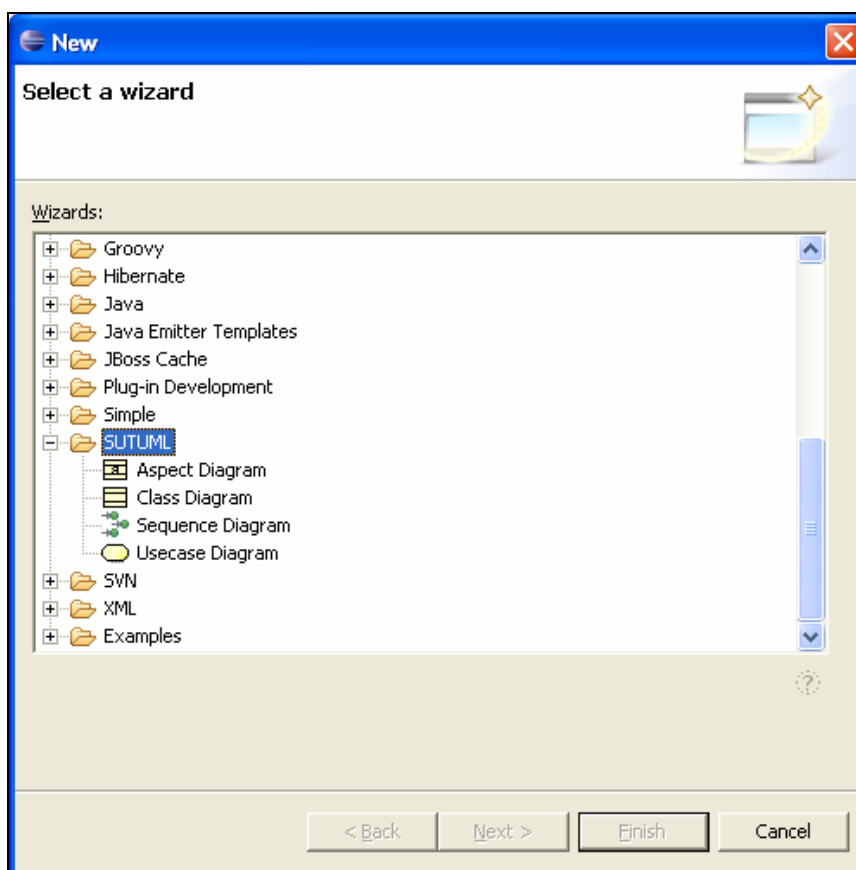 New
Select a wizard
Wizards:
Groovy
Hibernate
Java
Java Emitter Templates
JBoss Cache
Plug-in Development
Simple
SUTUML
a Aspect Diagram
Class Diagram
Sequence Diagram
Usecase Diagram
SVN
XML
Examples
?
< Back Next > Finish Cancel